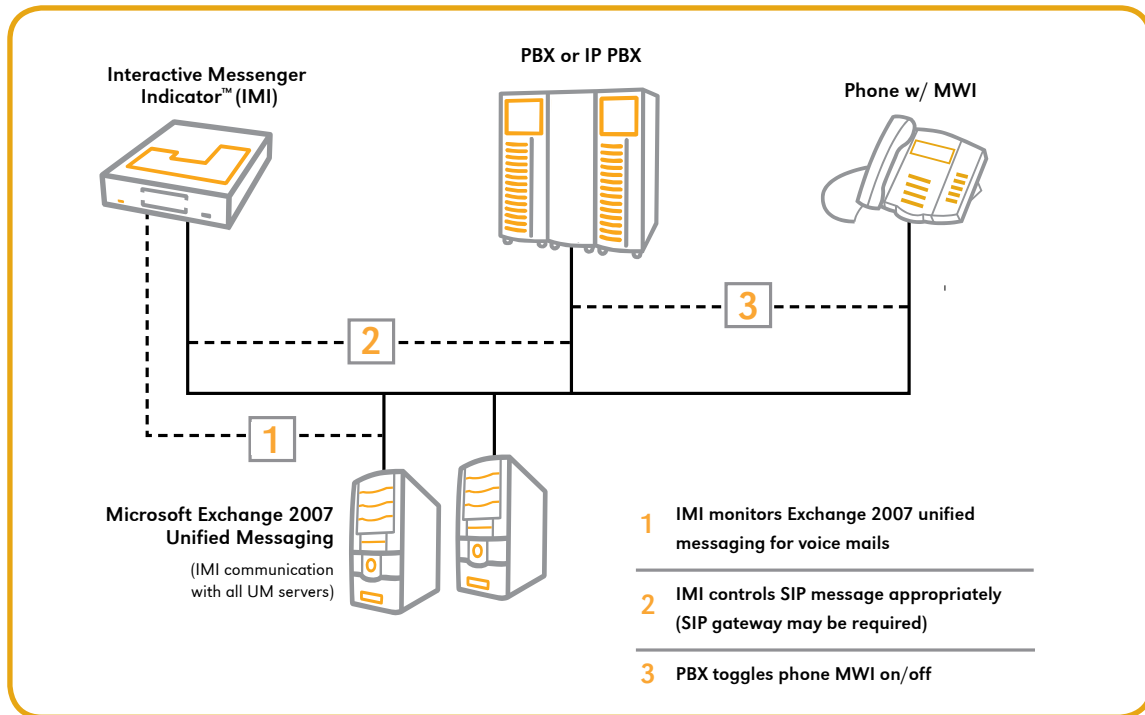 Interactive Messenger
Indicator™ (IMI)
PBX or IP PBX
Phone w/ MWI
3
2
1
Microsoft Exchange 2007
Unified Messaging
(IMI communication
with all UM servers)
1 IMI monitors Exchange 2007 unified
messaging for voice mails
2 IMI controls SIP message appropriately
(SIP gateway may be required)
3 PBX toggles phone MWI on/off